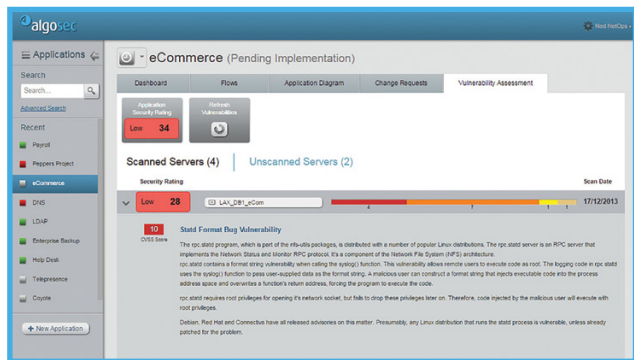 algosec
Ned NetOps
Applications
eCommerce (Pending Implementation)
Search
Search...
Advanced Search
Dashboard
Flows
Application Diagram
Change Requests
Vulnerability Assessment
Application
Security Rating
Low 34
Refresh
Vulnerabilities
Recent
Payroll
Peppers Project
eCommerce
DNS
LDAP
Enterprise Backup
Help Desk
Telepresence
Coyote
+ New Application
Scanned Servers (4)
Unscanned Servers (2)
Security Rating
Scan Date
Low 28
LAX_DB1_eCom
4
7
1
1
17/12/2013
10
CVSS Score
Statd Format Bug Vulnerability
The rpc.statd program, which is part of the nfs-utils packages, is distributed with a number of popular Linux distributions. The rpc.statd server is an RPC server that
implements the Network Status and Monitor RPC protocol. It's a component of the Network File System (NFS) architecture.
rpc.statd contains a format string vulnerability when calling the syslog() function. This vulnerability allows remote users to execute code as root. The logging code in rpc.statd
uses the syslog() function to pass user-supplied data as the format string. A malicious user can construct a format string that injects executable code into the process
address space and overwrites a function's return address, forcing the program to execute the code.
rpc.statd requires root privileges for opening it's network socket, but fails to drop these privileges later on. Therefore, code injected by the malicious user will execute with
root privileges.
Debian, Red Hat and Connectiva have all released advisories on this matter. Presumably, any Linux distribution that runs the statd process is vulnerable, unless already
patched for the problem.